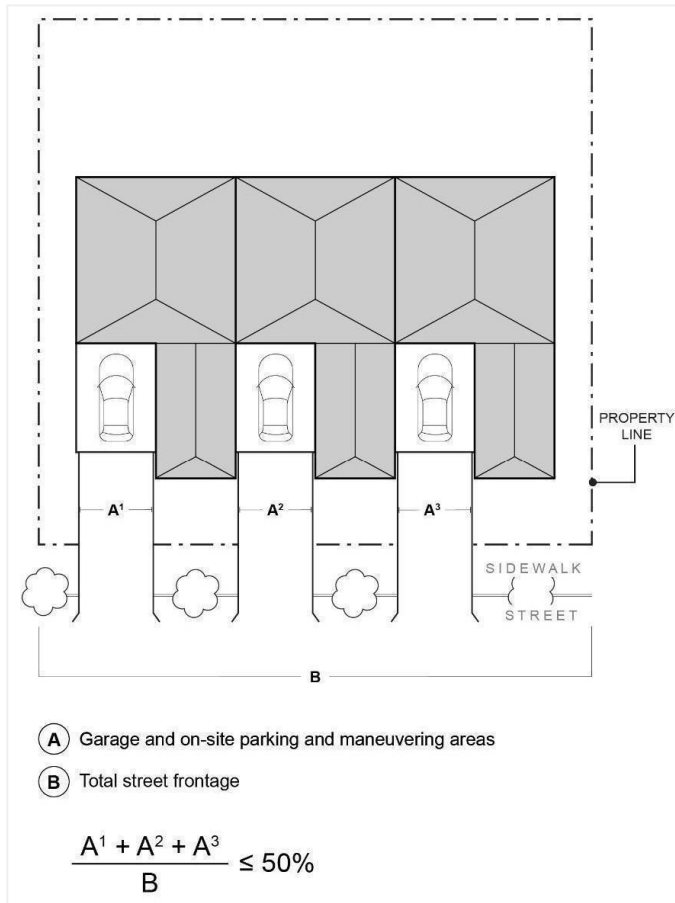 PROPERTY
LINE
A¹
A²
A³
SIDEWALK
STREET
B
A Garage and on-site parking and maneuvering areas
B Total street frontage
A¹ + A² + A³
B
≤ 50%